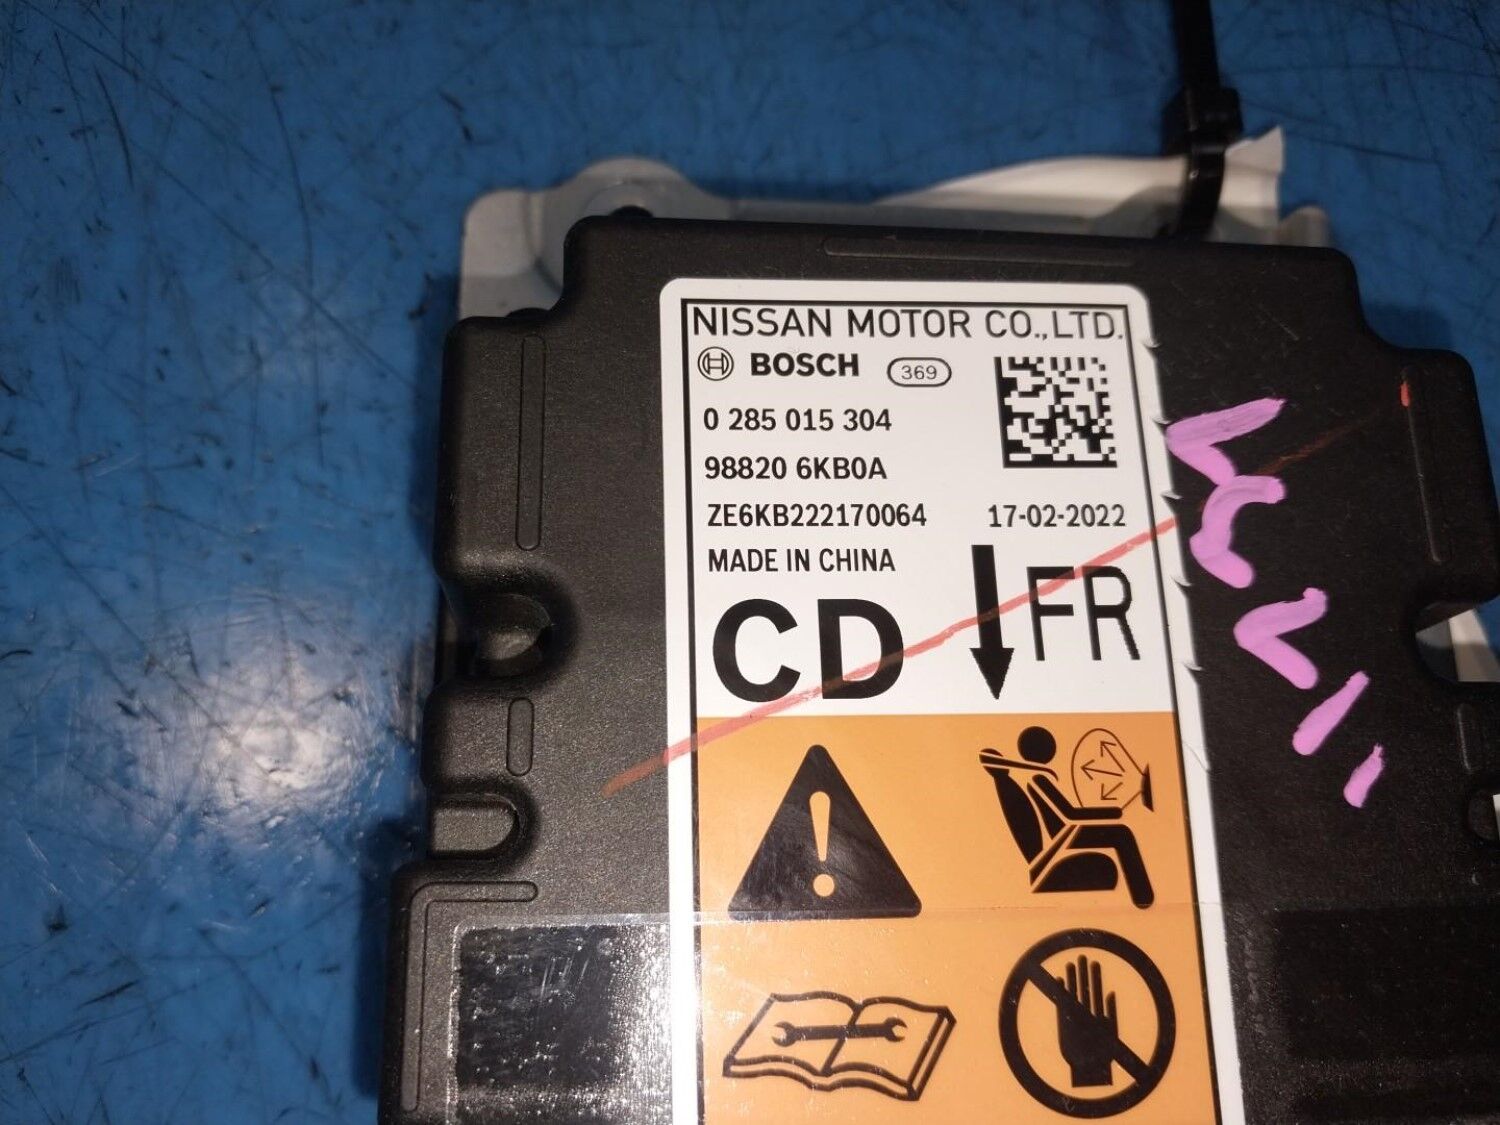 NISSAN MOTOR CO.,LTD.
BOSCH 369
0 285 015 304
98820 6KB0A
ZE6KB222170064 17-02-2022
MADE IN CHINA
CD FR